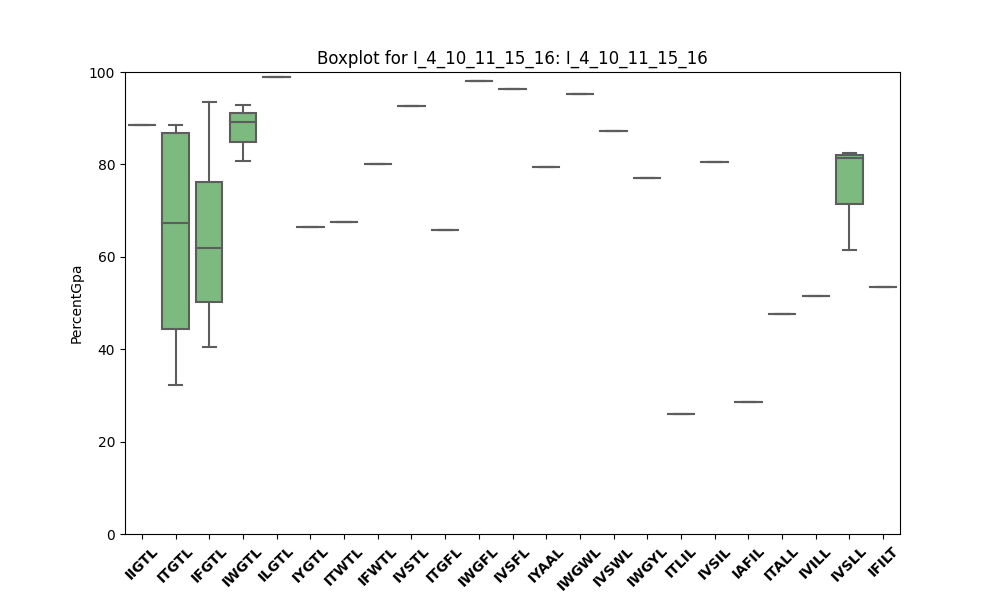 Boxplot for I_4_10_11_15_16: I_4_10_11_15_16
100
80
60
40
20
0
PercentGpa
IIGTL
ITGTL
IFGTL
IWGTL
ILGTL
IYGTL
ITWTL
IFWTL
IVSTL
ITGFL
IWGFL
IVSFL
IYAAL
IWGWL
IVSWL
IWGYL
ITLIL
IVSIL
IAFIL
ITALL
IVILL
IVSLL
IFILT